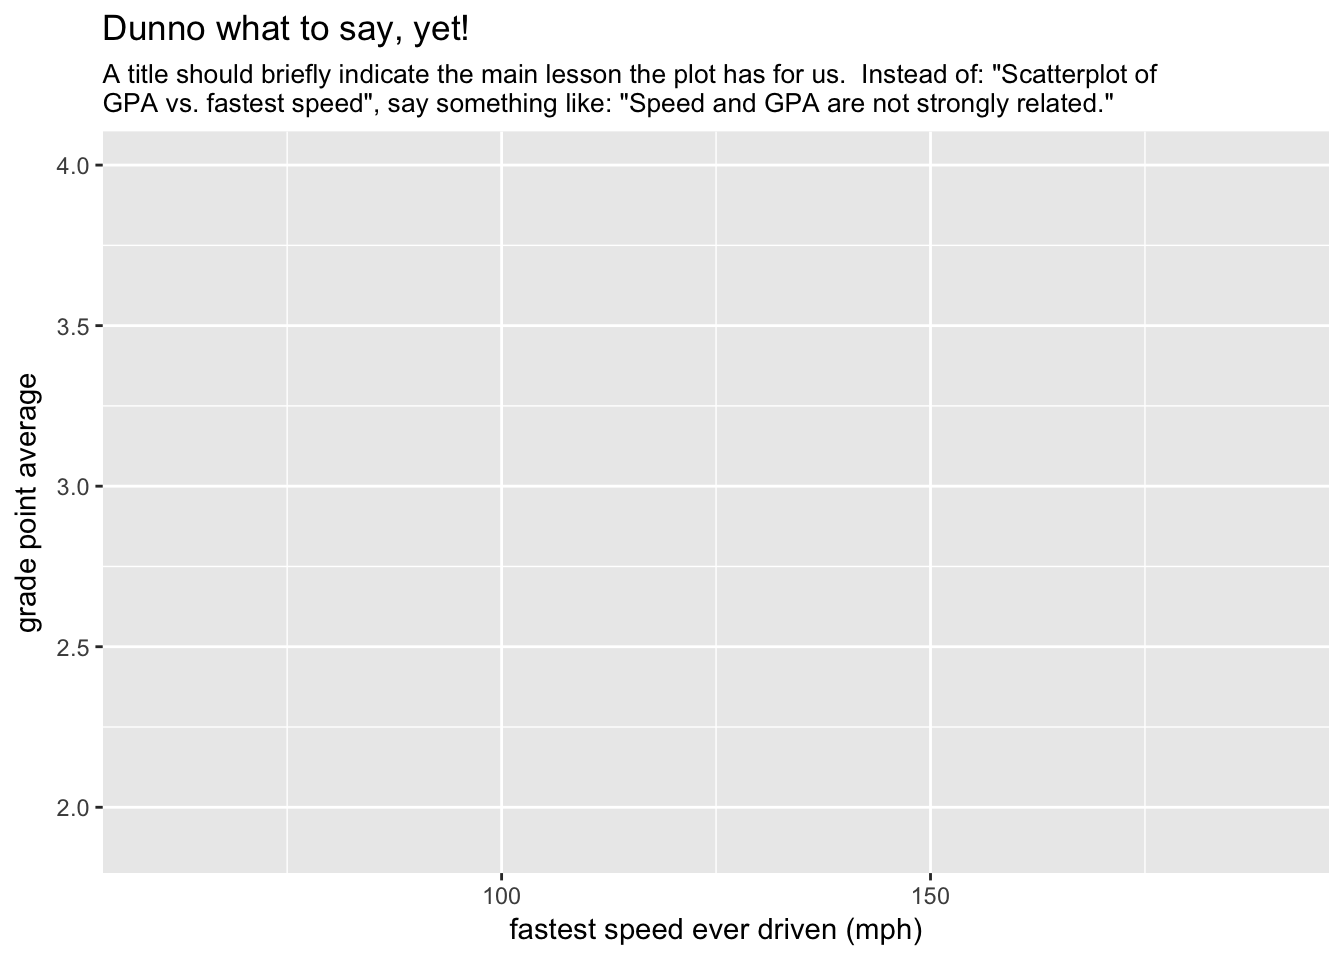 Dunno what to say, yet!
A title should briefly indicate the main lesson the plot has for us.  Instead of: "Scatterplot of
GPA vs. fastest speed", say something like: "Speed and GPA are not strongly related."
4.0
3.5
3.0
2.5
2.0
grade point average
100
150
fastest speed ever driven (mph)